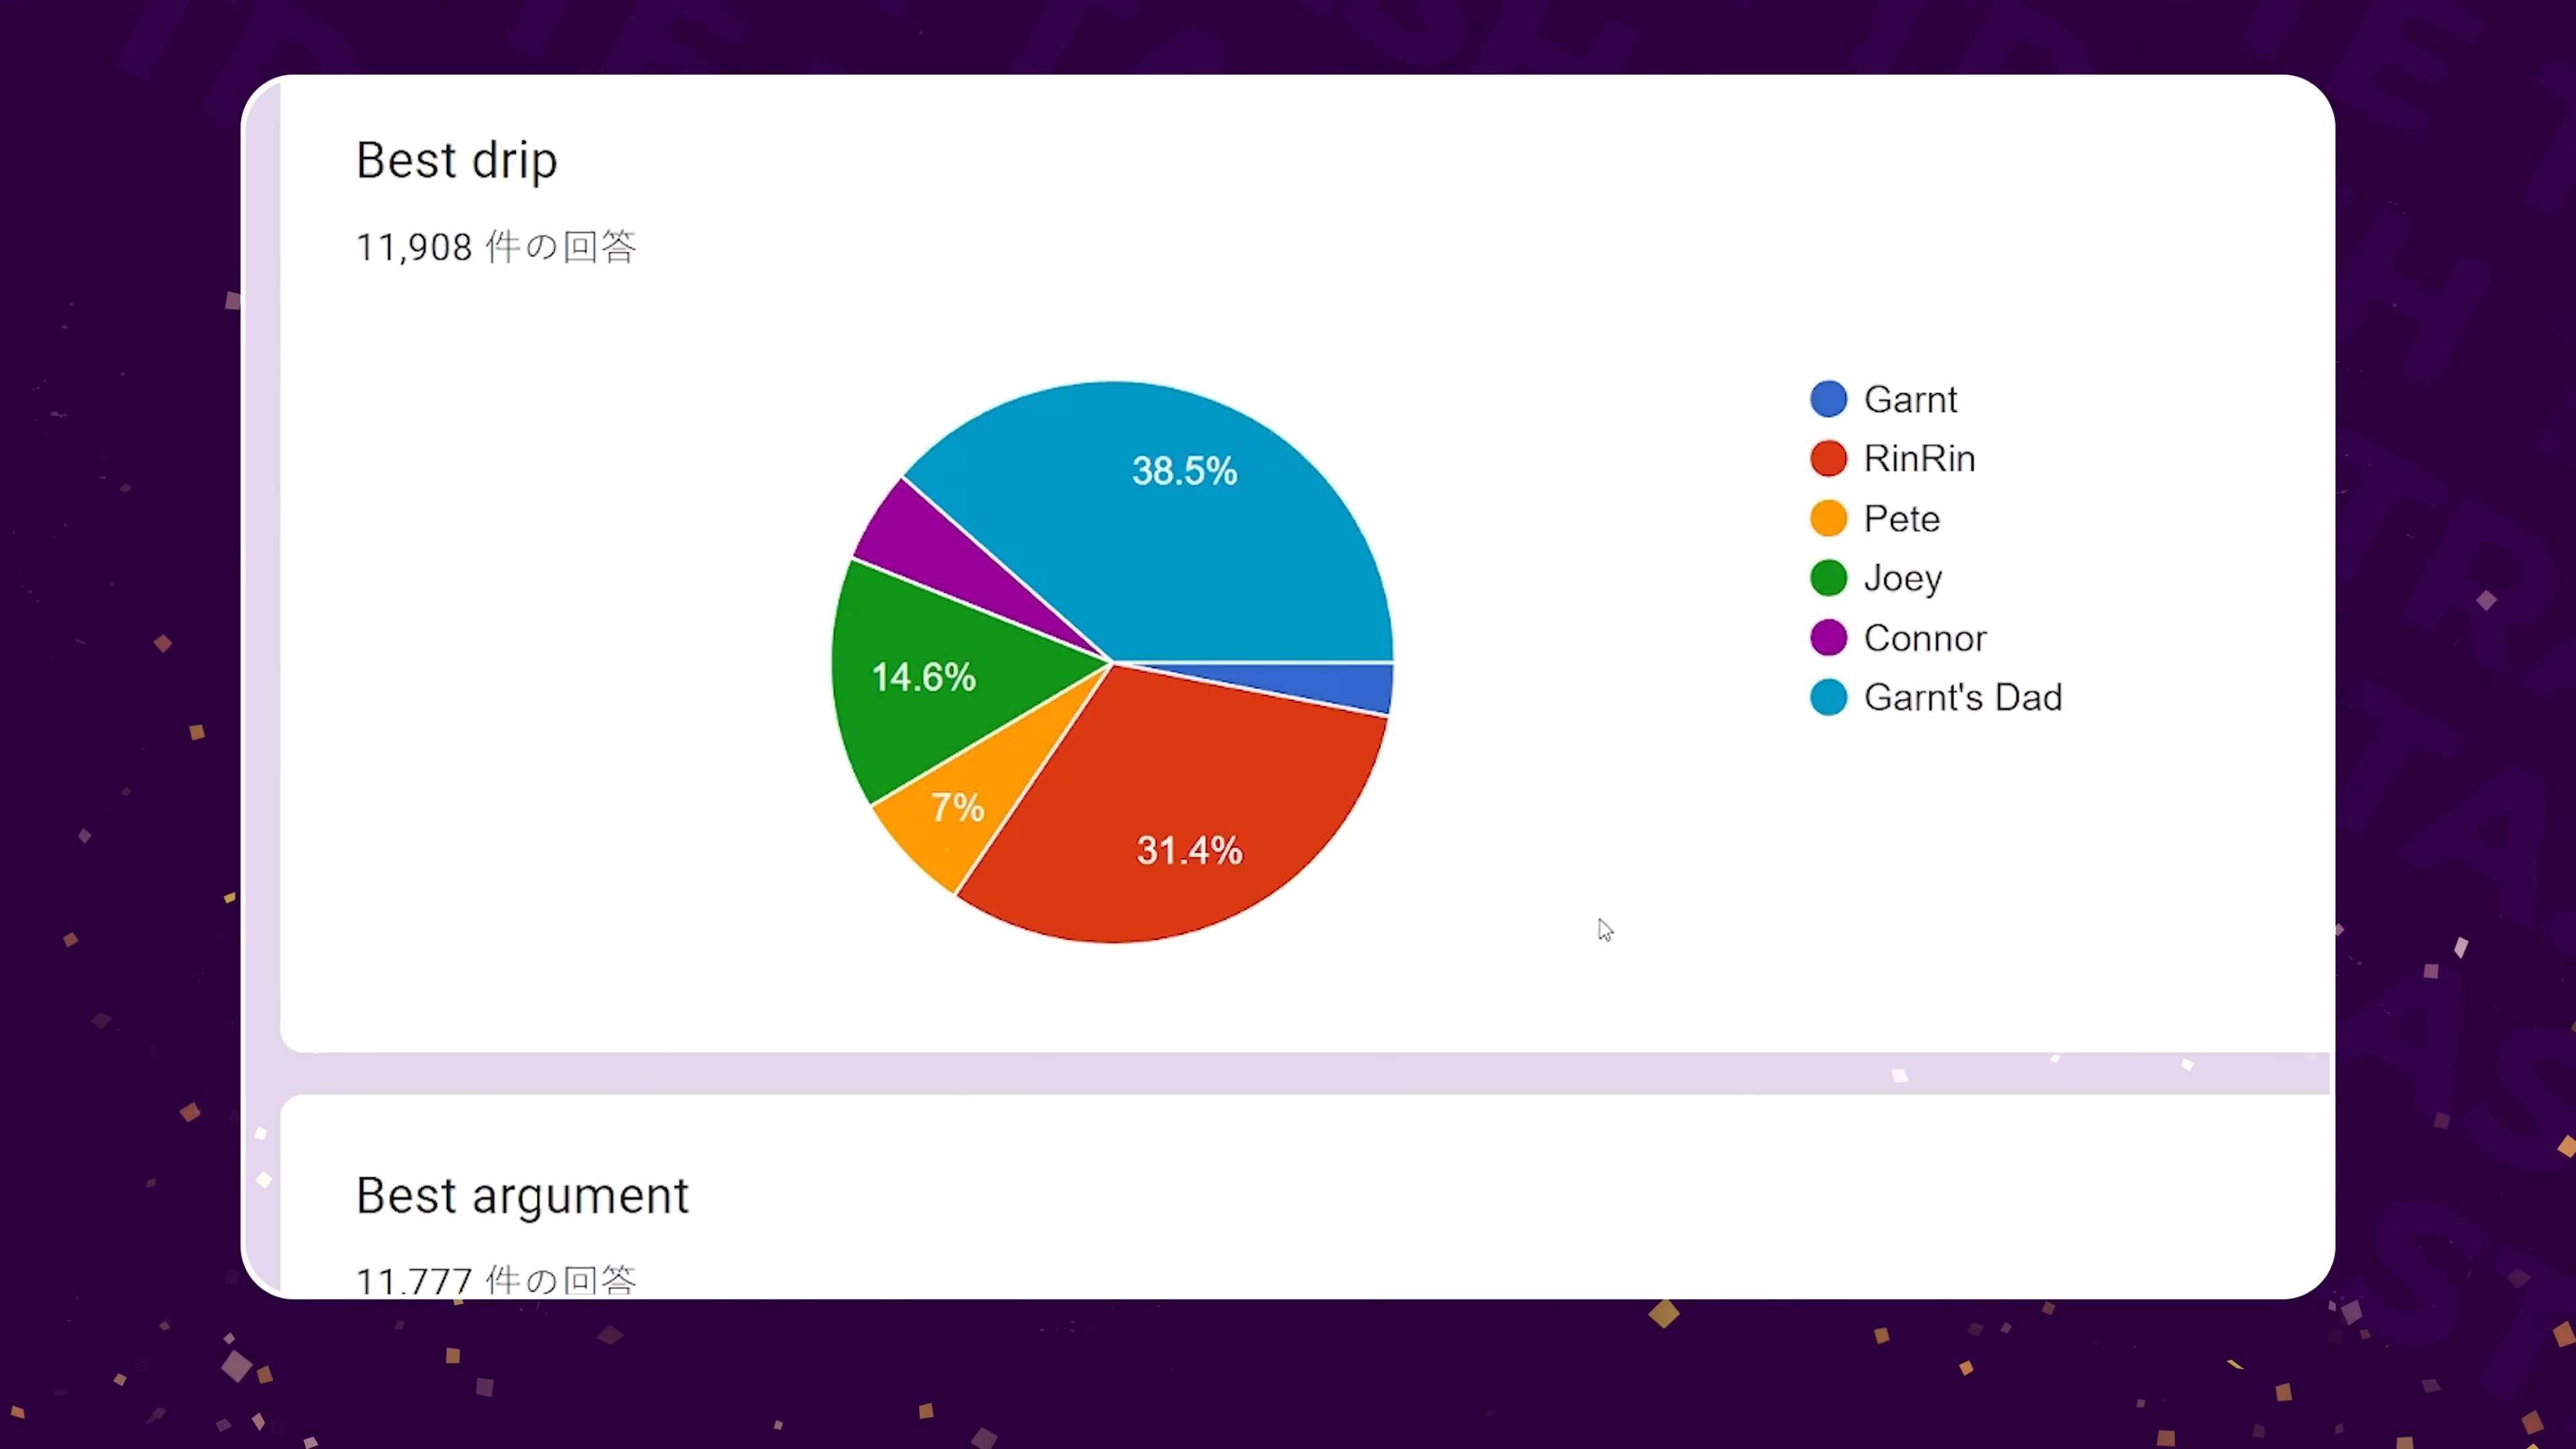 Best drip
11,908 件の回答
38.5%
14.6%
7%
31.4%
Garnt
RinRin
Pete
Joey
Connor
Garnt's Dad
Best argument
11,777 件の回答